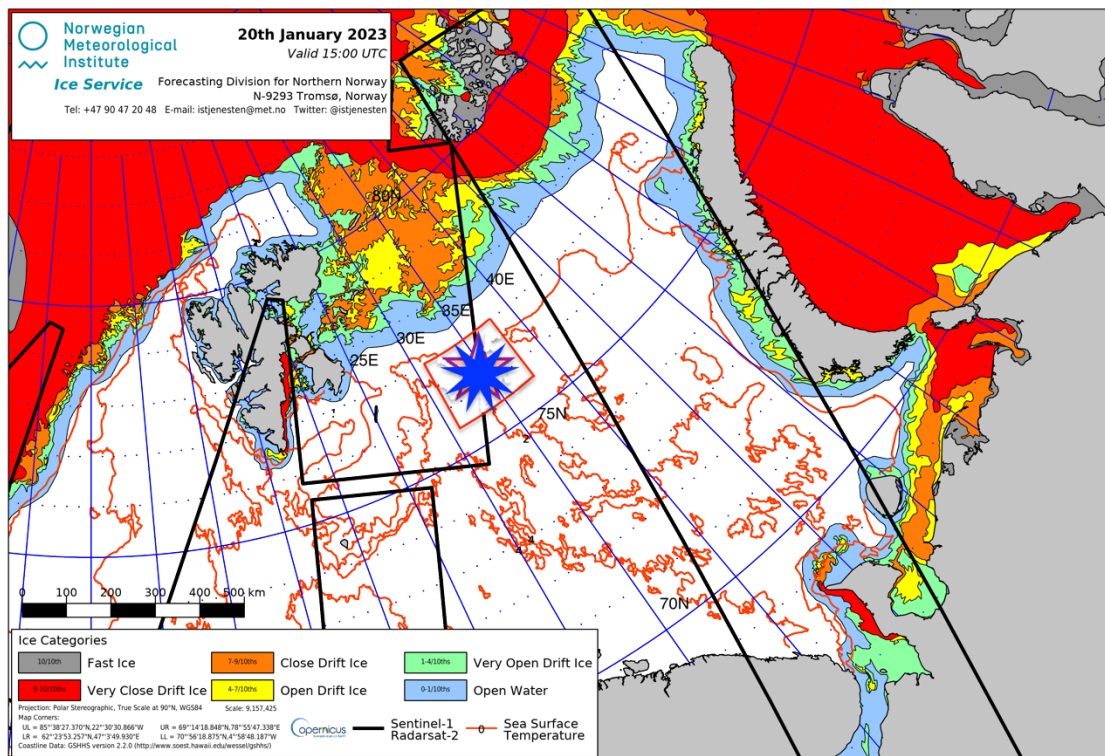 Norwegian
Meteorological
Institute
Ice Service
20th January 2023
Valid 15:00 UTC
Forecasting Division for Northern Norway
N-9293 Tromsø, Norway
Tel: +47 90 47 20 48 E-mail: istjenesten@met.no Twitter: @istjenesten
80N
40E
35E
30E
25E
75N
2
4
4
70N
0 100 200 300 400 500 km
Ice Categories
10/10th Fast Ice
7-9/10ths Close Drift Ice
1-4/10ths Very Open Drift Ice
9-10/10ths Very Close Drift Ice
4-7/10ths Open Drift Ice
0-1/10ths Open Water
Projection: Polar Stereographic, True Scale at 90°N, WGS84 Scale: 9,157,425
Map Corners:
UL = 85°'38'27.370"N,22°'30'30.866"W UR = 69°'14'18.848"N,78°'55'47.338"E
LR = 62°'23'53.257"N,47°'3'49.930"E LL = 70°'56'18.875"N,4°'58'48.187"W
Coastline Data: GSHHS version 2.2.0 (http://www.soest.hawaii.edu/wessel/gshhs/)
opernicus
Sentinel-1
Radarsat-2
0 Sea Surface
Temperature